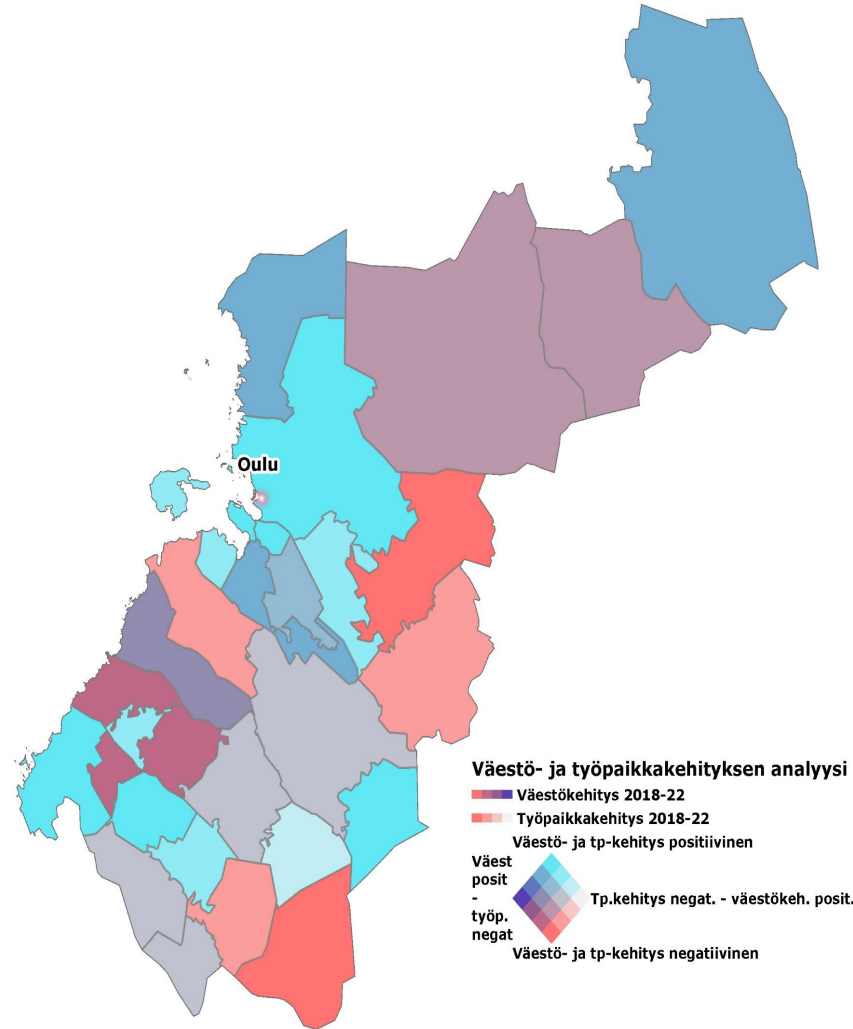 Oulu
Väestö- ja työpaikkakehityksen analyysi
Väestökehitys 2018-22
Työpaikkakehitys 2018-22
Väestö- ja tp-kehitys positiivinen
Väest
posit
-
työp.
negat
Tp.kehitys negat. - väestökeh. posit.
Väestö- ja tp-kehitys negatiivinen